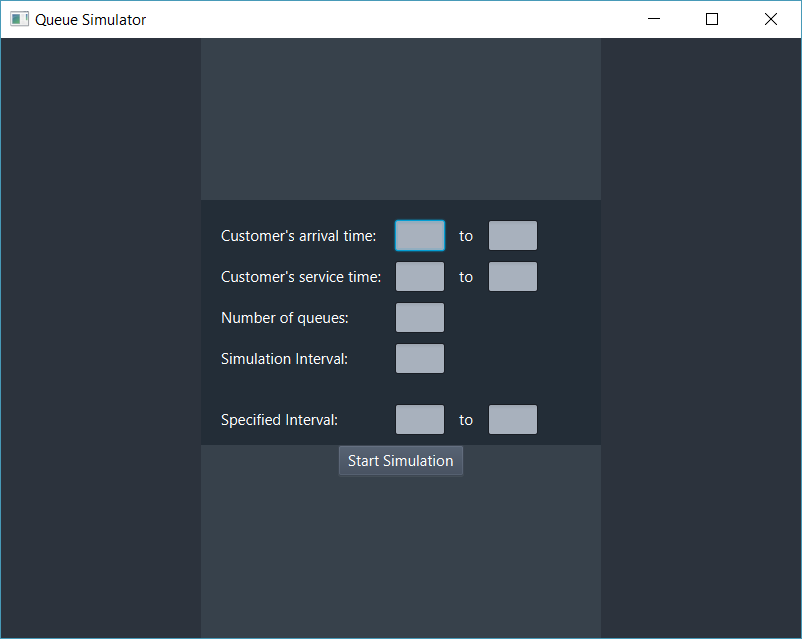 Queue Simulator
Customer's arrival time: to
Customer's service time: to
Number of queues:
Simulation Interval:
Specified Interval: to
Start Simulation